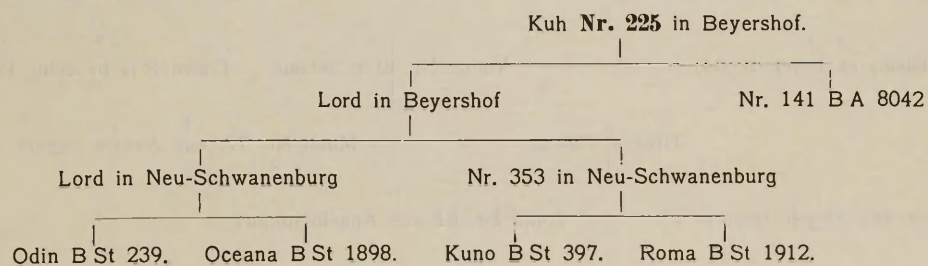 Kuh Nr. 225 in Beyershof.
Lord in Beyershof Nr. 141 B A 8042
Lord in Neu-Schwanenburg Nr. 353 in Neu-Schwanenburg
Odin B St 239. Oceana B St 1898. Kuno B St 397. Roma B St 1912.